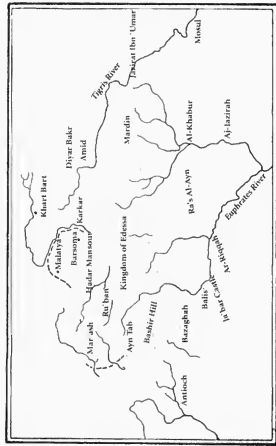 Khart Bart
Malatya
Barsoma
Karkar
Diyar Bakr
Amid
Tigris River
Jazirat Ibn 'Umar
Mosul
Mardin
Mar'ash
Hadar Mansour
Ru'ban
Ayn Tab
Kingdom of Edessa
Ra's Al-Ayn
Al-Khabur
Aj-Jazirah
Bashir Hill
Bazaghah
Balis
Ja'bar Castle
Ar-Riqqah
Euphrates River
Antioch